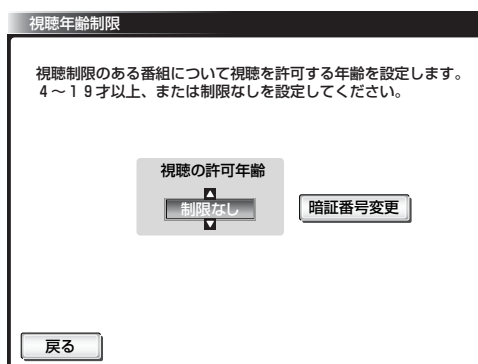 視聴年齢制限
視聴制限のある番組について視聴を許可する年齢を設定します。
4~19才以上、または制限なしを設定してください。
視聴の許可年齢
制限なし
暗証番号変更
戻る